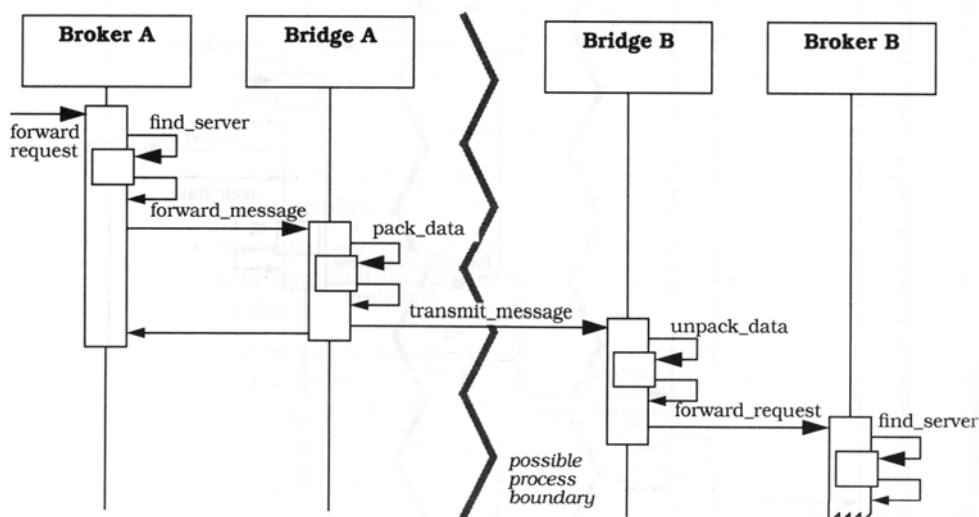 Broker A
Bridge A
Bridge B
Broker B
forward
request
find_server
forward_message
pack_data
transmit_message
unpack_data
forward_request
find_server
possible
process
boundary